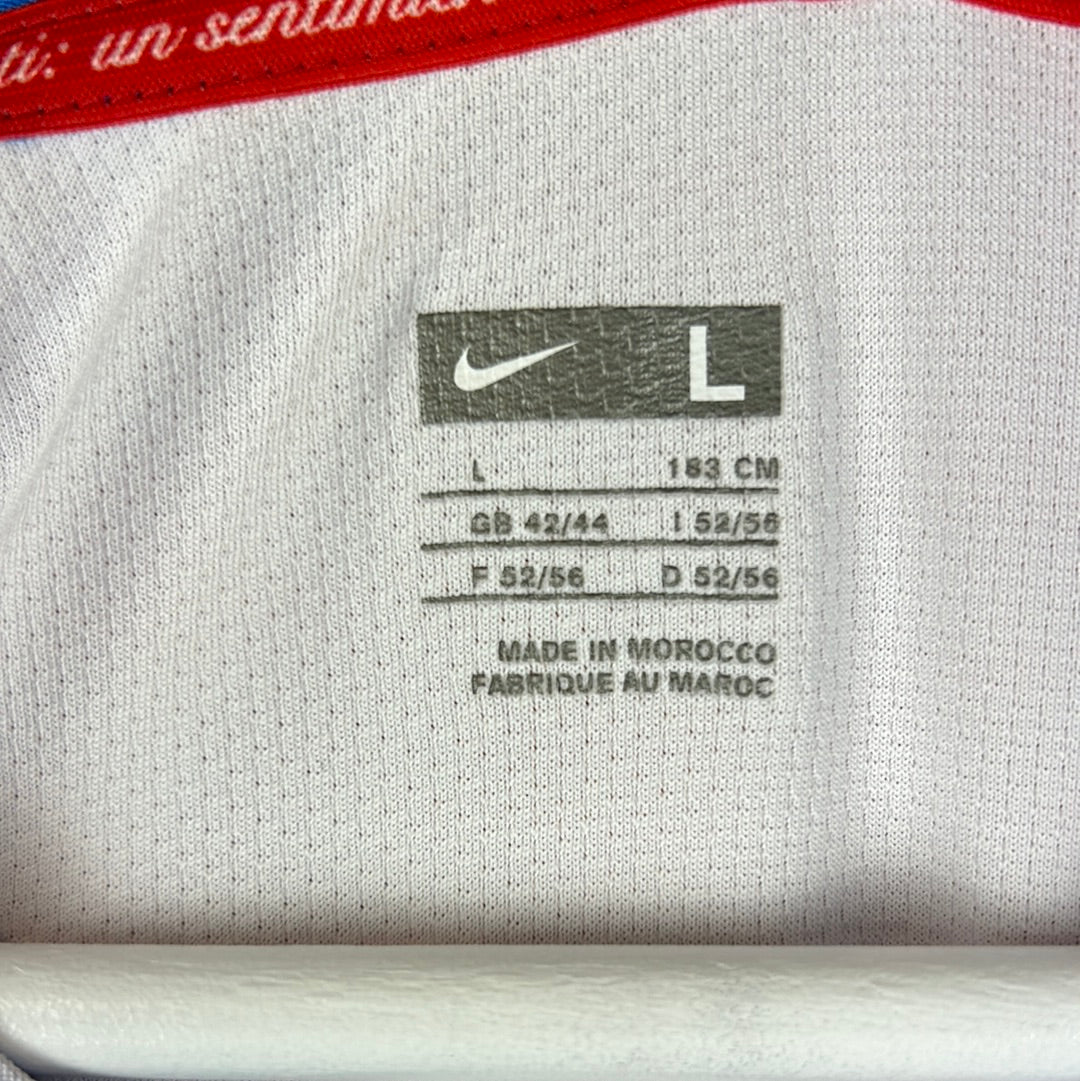 ti: un sentimien
L
L 183 CM
GB 42/44 I 52/56
F 52/56 D 52/56
MADE IN MOROCCO
FABRIQUE AU MAROC